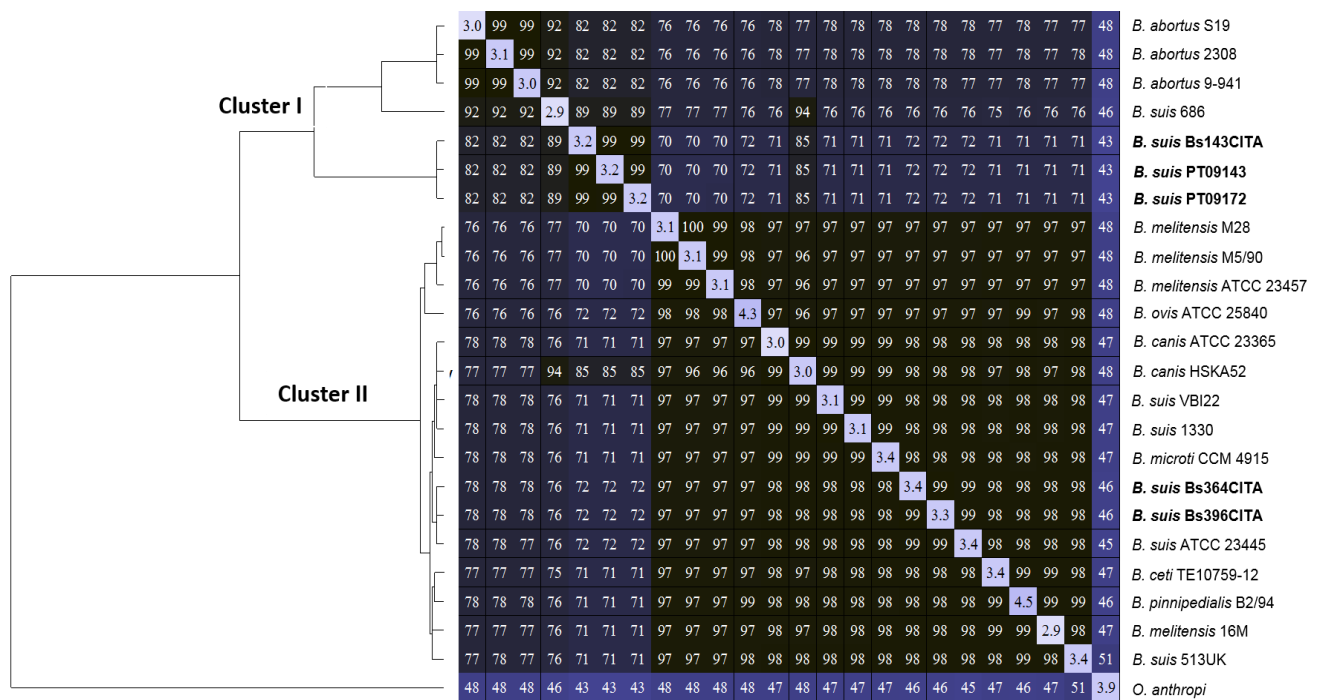 3.0 99 99 92 82 82 82 76 76 76 76 78 77 78 78 78 78 78 78 77 78 77 77 48 B. abortus S19
99 3.1 99 92 82 82 82 76 76 76 76 78 77 78 78 78 78 78 78 77 78 77 78 48 B. abortus 2308
99 99 3.0 92 82 82 82 76 76 76 76 78 77 78 78 78 78 78 77 77 78 77 77 48 B. abortus 9-941
Cluster I
92 92 92 2.9 89 89 89 77 77 77 76 76 94 76 76 76 76 76 76 75 76 76 76 46 B. suis 686
82 82 82 89 3.2 99 99 70 70 70 72 71 85 71 71 71 72 72 72 71 71 71 71 43 B. suis Bs143CITA
82 82 82 89 99 3.2 99 70 70 70 72 71 85 71 71 71 72 72 72 71 71 71 71 43 B. suis PT09143
82 82 82 89 99 99 3.2 70 70 70 72 71 85 71 71 71 72 72 72 71 71 71 71 43 B. suis PT09172
76 76 76 77 70 70 70 3.1 100 99 98 97 97 97 97 97 97 97 97 97 97 97 97 48 B. melitensis M28
76 76 76 77 70 70 70 100 3.1 99 98 97 96 97 97 97 97 97 97 97 97 97 97 48 B. melitensis M5/90
76 76 76 77 70 70 70 99 99 3.1 98 97 96 97 97 97 97 97 97 97 97 97 97 48 B. melitensis ATCC 23457
76 76 76 76 72 72 72 98 98 98 4.3 97 96 97 97 97 97 97 97 97 99 97 98 48 B. ovis ATCC 25840
78 78 78 76 71 71 71 97 97 97 97 3.0 99 99 99 99 98 98 98 98 98 98 98 47 B. canis ATCC 23365
77 77 77 94 85 85 85 97 96 96 96 99 3.0 99 99 99 98 98 98 97 98 97 98 48 B. canis HSKA52
Cluster II
78 78 78 76 71 71 71 97 97 97 97 99 99 3.1 99 99 98 98 98 98 98 98 98 47 B. suis VBI22
78 78 78 76 71 71 71 97 97 97 97 99 99 99 3.1 99 98 98 98 98 98 98 98 47 B. suis 1330
78 78 78 76 71 71 71 97 97 97 97 99 99 99 99 3.4 98 98 98 98 98 98 98 47 B. microti CCM 4915
78 78 78 76 72 72 72 97 97 97 97 98 98 98 98 98 3.4 99 99 98 98 98 98 46 B. suis Bs364CITA
78 78 78 76 72 72 72 97 97 97 97 98 98 98 98 98 99 3.3 99 98 98 98 98 46 B. suis Bs396CITA
78 78 77 76 72 72 72 97 97 97 97 98 98 98 98 98 99 99 3.4 98 98 98 98 45 B. suis ATCC 23445
77 77 77 75 71 71 71 97 97 97 97 98 97 98 98 98 98 98 98 3.4 99 99 98 47 B. ceti TE10759-12
78 78 78 76 71 71 71 97 97 97 99 98 98 98 98 98 98 98 98 99 4.5 99 99 46 B. pinnipedialis B2/94
77 77 77 76 71 71 71 97 97 97 97 98 97 98 98 98 98 98 98 99 99 2.9 98 47 B. melitensis 16M
77 78 77 76 71 71 71 97 97 97 98 98 98 98 98 98 98 98 98 98 99 98 3.4 51 B. suis 513UK
48 48 48 46 43 43 43 48 48 48 48 47 48 47 47 47 46 46 45 47 46 47 51 3.9 O. anthropi